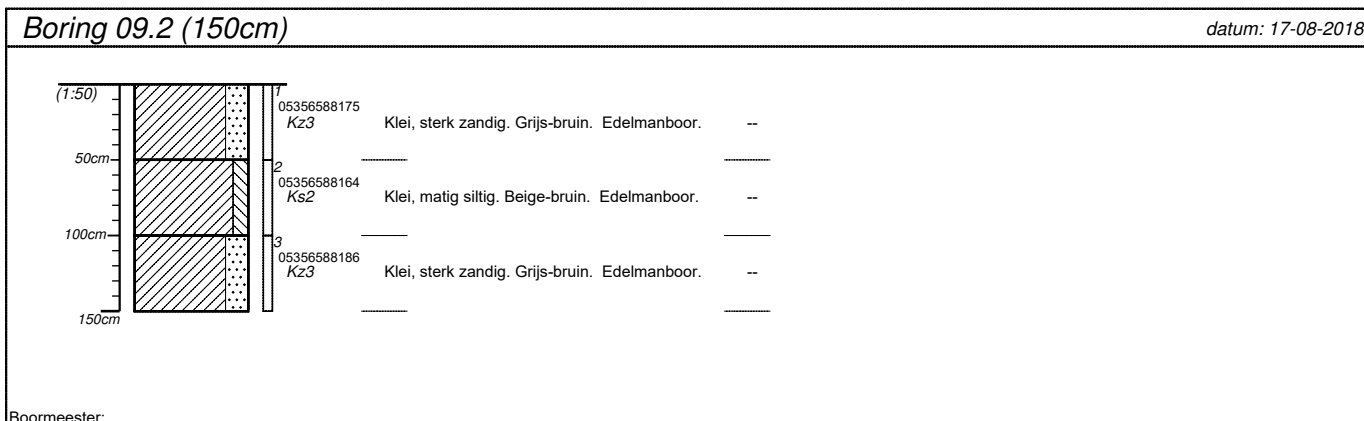 Boring 09.2 (150cm) datum: 17-08-2018
(1:50)
1
05356588175
Kz3 Klei, sterk zandig. Grijs-bruin. Edelmanboor. --
50cm
2
05356588164
Ks2 Klei, matig siltig. Beige-bruin. Edelmanboor. --
100cm
3
05356588186
Kz3 Klei, sterk zandig. Grijs-bruin. Edelmanboor. --
150cm
Boormeester: